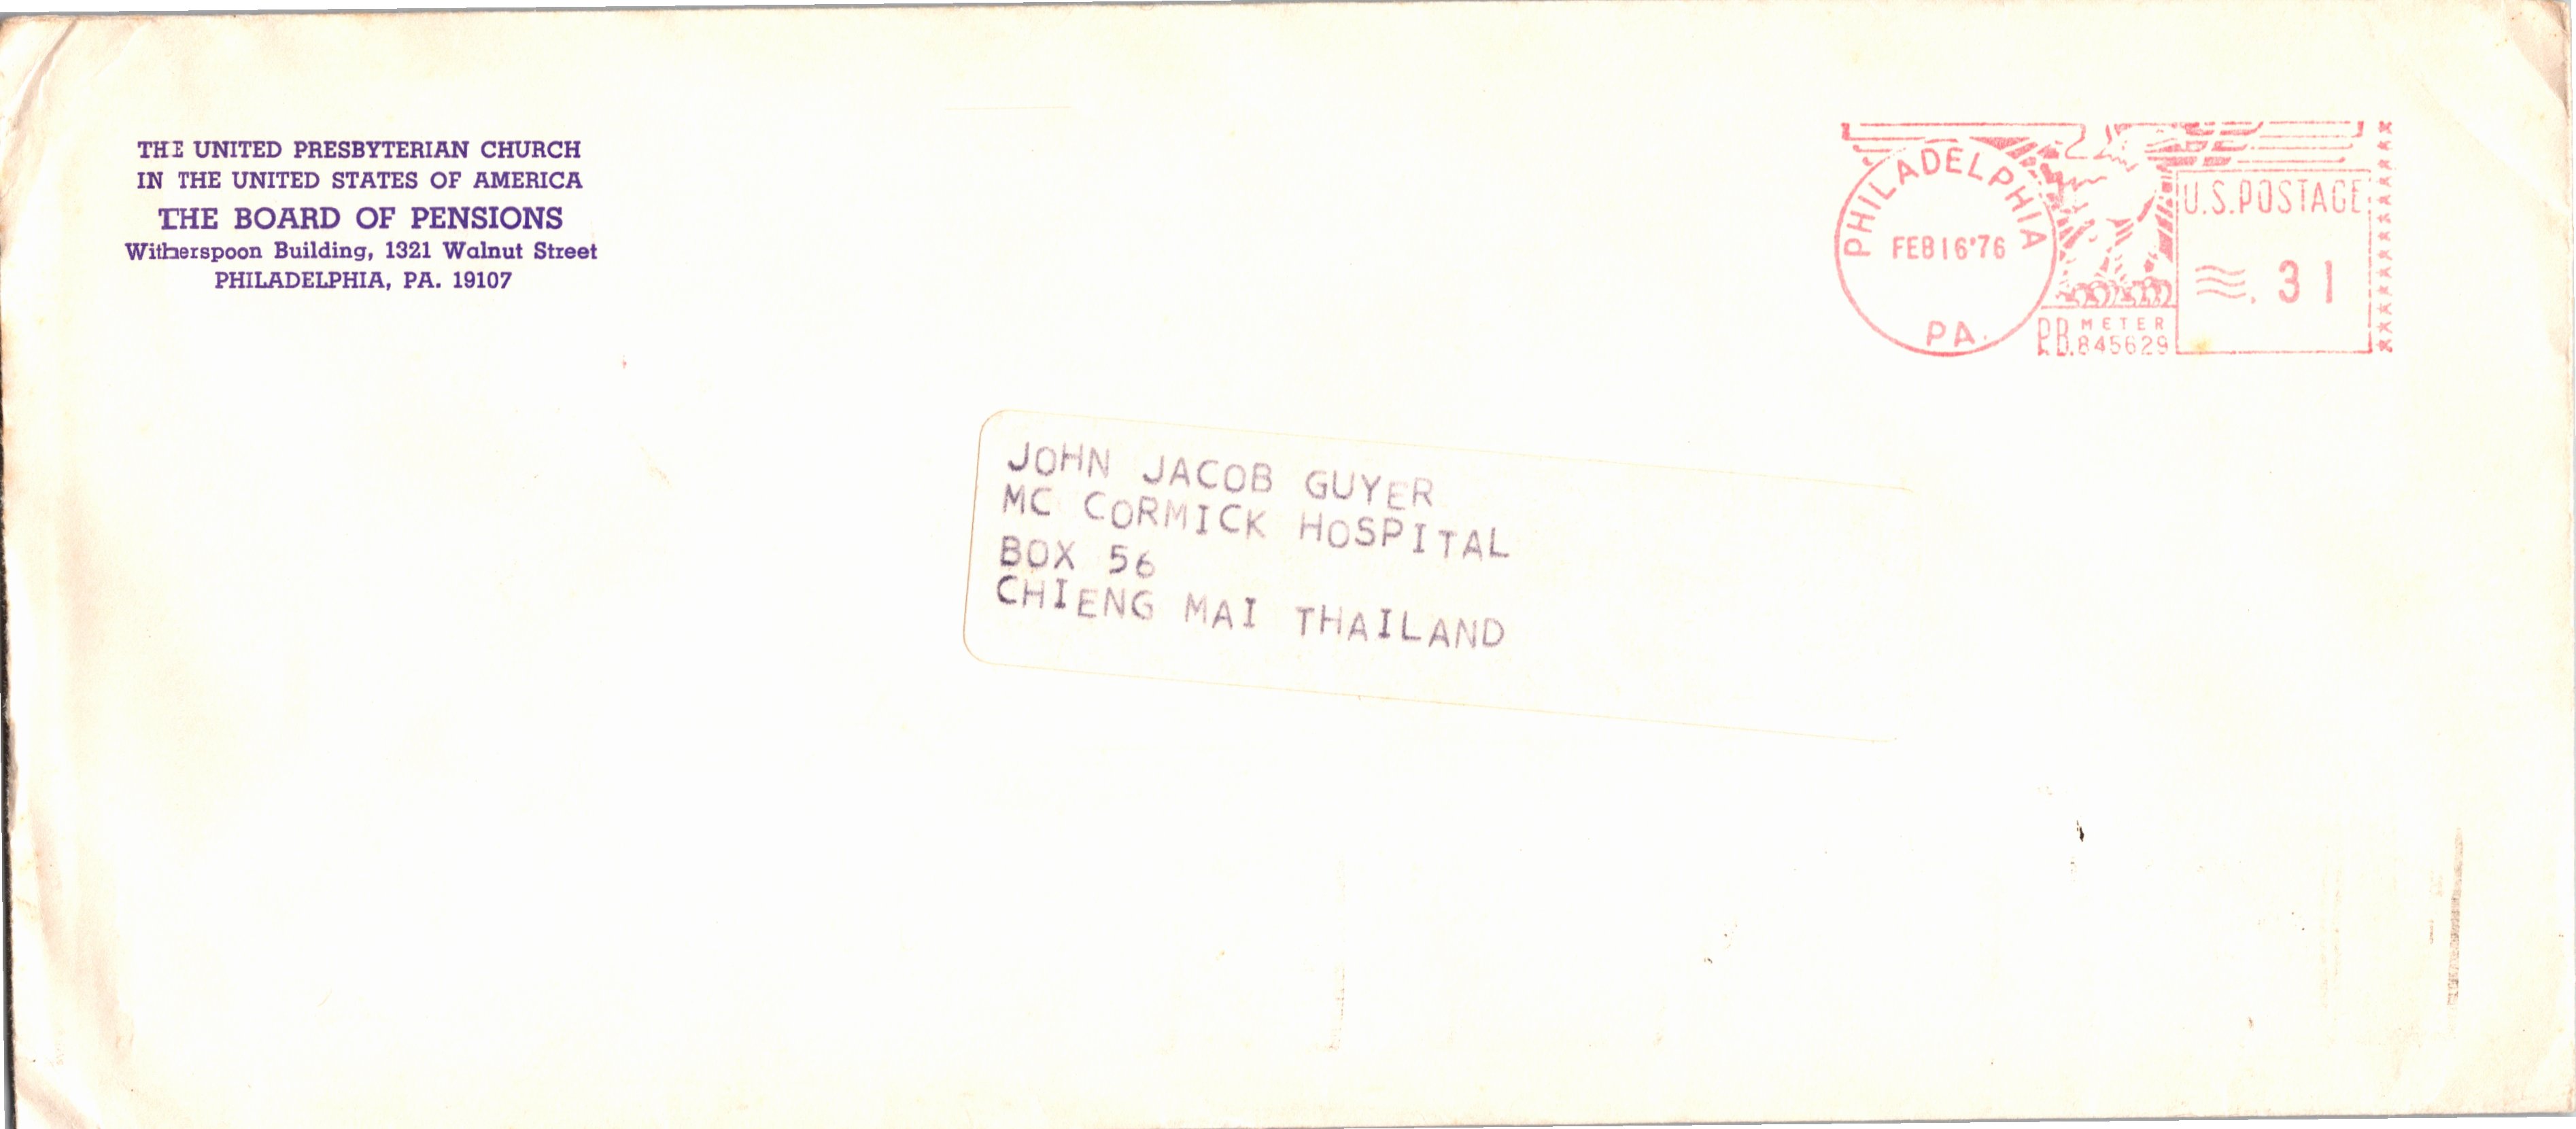 THE UNITED PRESBYTERIAN CHURCH
IN THE UNITED STATES OF AMERICA
THE BOARD OF PENSIONS
Witherspoon Building, 1321 Walnut Street
PHILADELPHIA, PA. 19107
PHILADELPHIA
FEB 16 '76
PA.
P.B. METER
845629
U.S. POSTAGE
.31
JOHN JACOB GUYER
MC CORMICK HOSPITAL
BOX 56
CHIENG MAI THAILAND